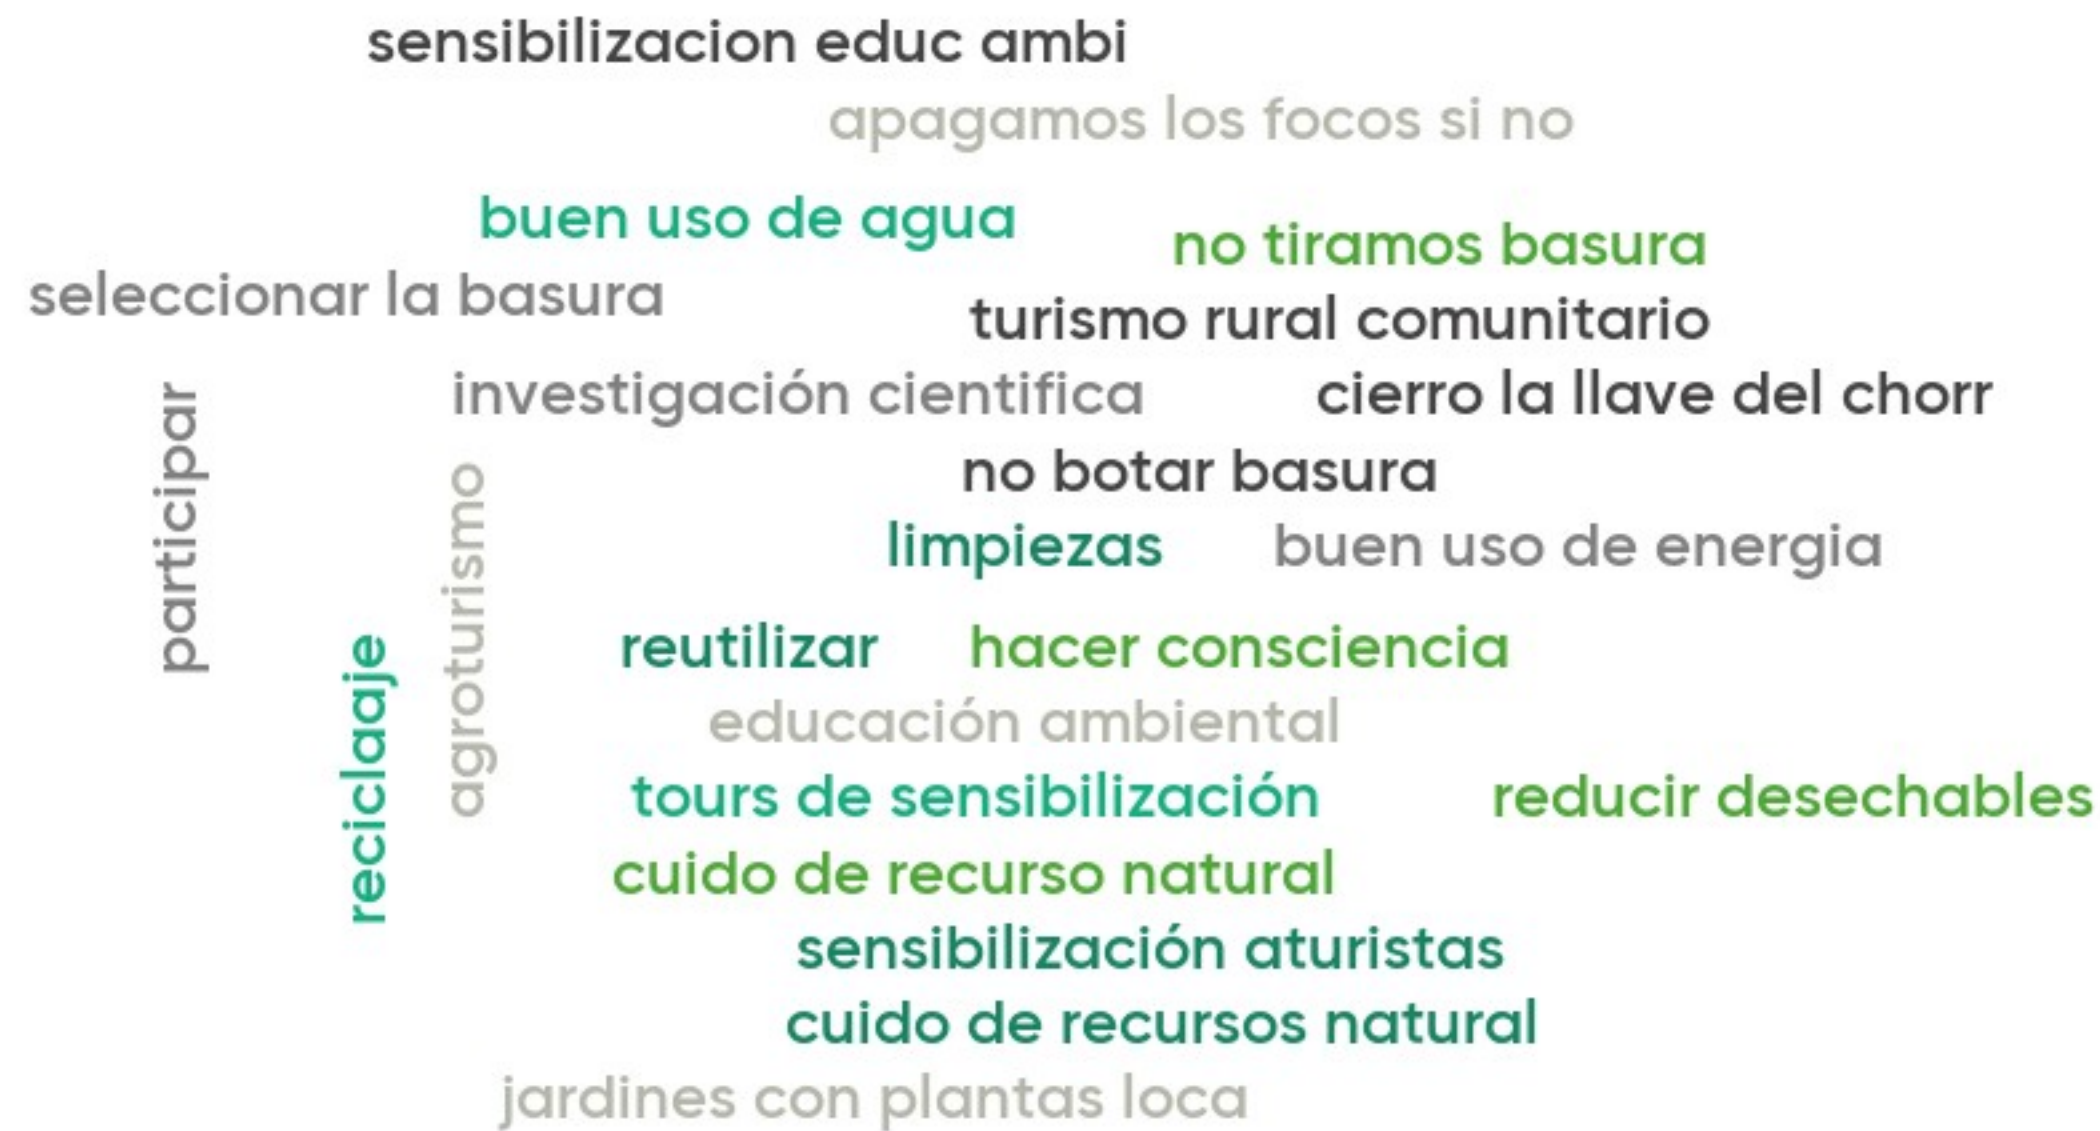 sensibilizacion educ ambi
apagamos los focos si no
buen uso de agua
no tiramos basura
seleccionar la basura
turismo rural comunitario
investigación cientifica
cierro la llave del chorr
participar
agroturismo
no botar basura
limpiezas
buen uso de energia
reciclaaje
reutilizar
hacer consciencia
educación ambiental
tours de sensibilización
reducir desechables
cuido de recurso natural
sensibilización aturistas
cuido de recursos natural
jardines con plantas loca